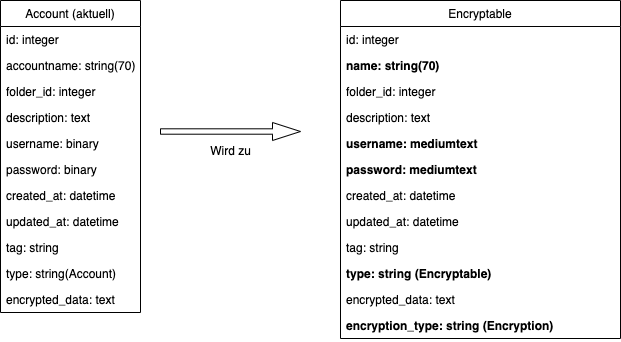 Account (aktuell)
id: integer
accountname: string(70)
folder_id: integer
description: text
username: binary
password: binary
created_at: datetime
updated_at: datetime
tag: string
type: string(Account)
encrypted_data: text
Wird zu
Encryptable
id: integer
name: string(70)
folder_id: integer
description: text
username: mediumtext
password: mediumtext
created_at: datetime
updated_at: datetime
tag: string
type: string (Encryptable)
encrypted_data: text
encryption_type: string (Encryption)